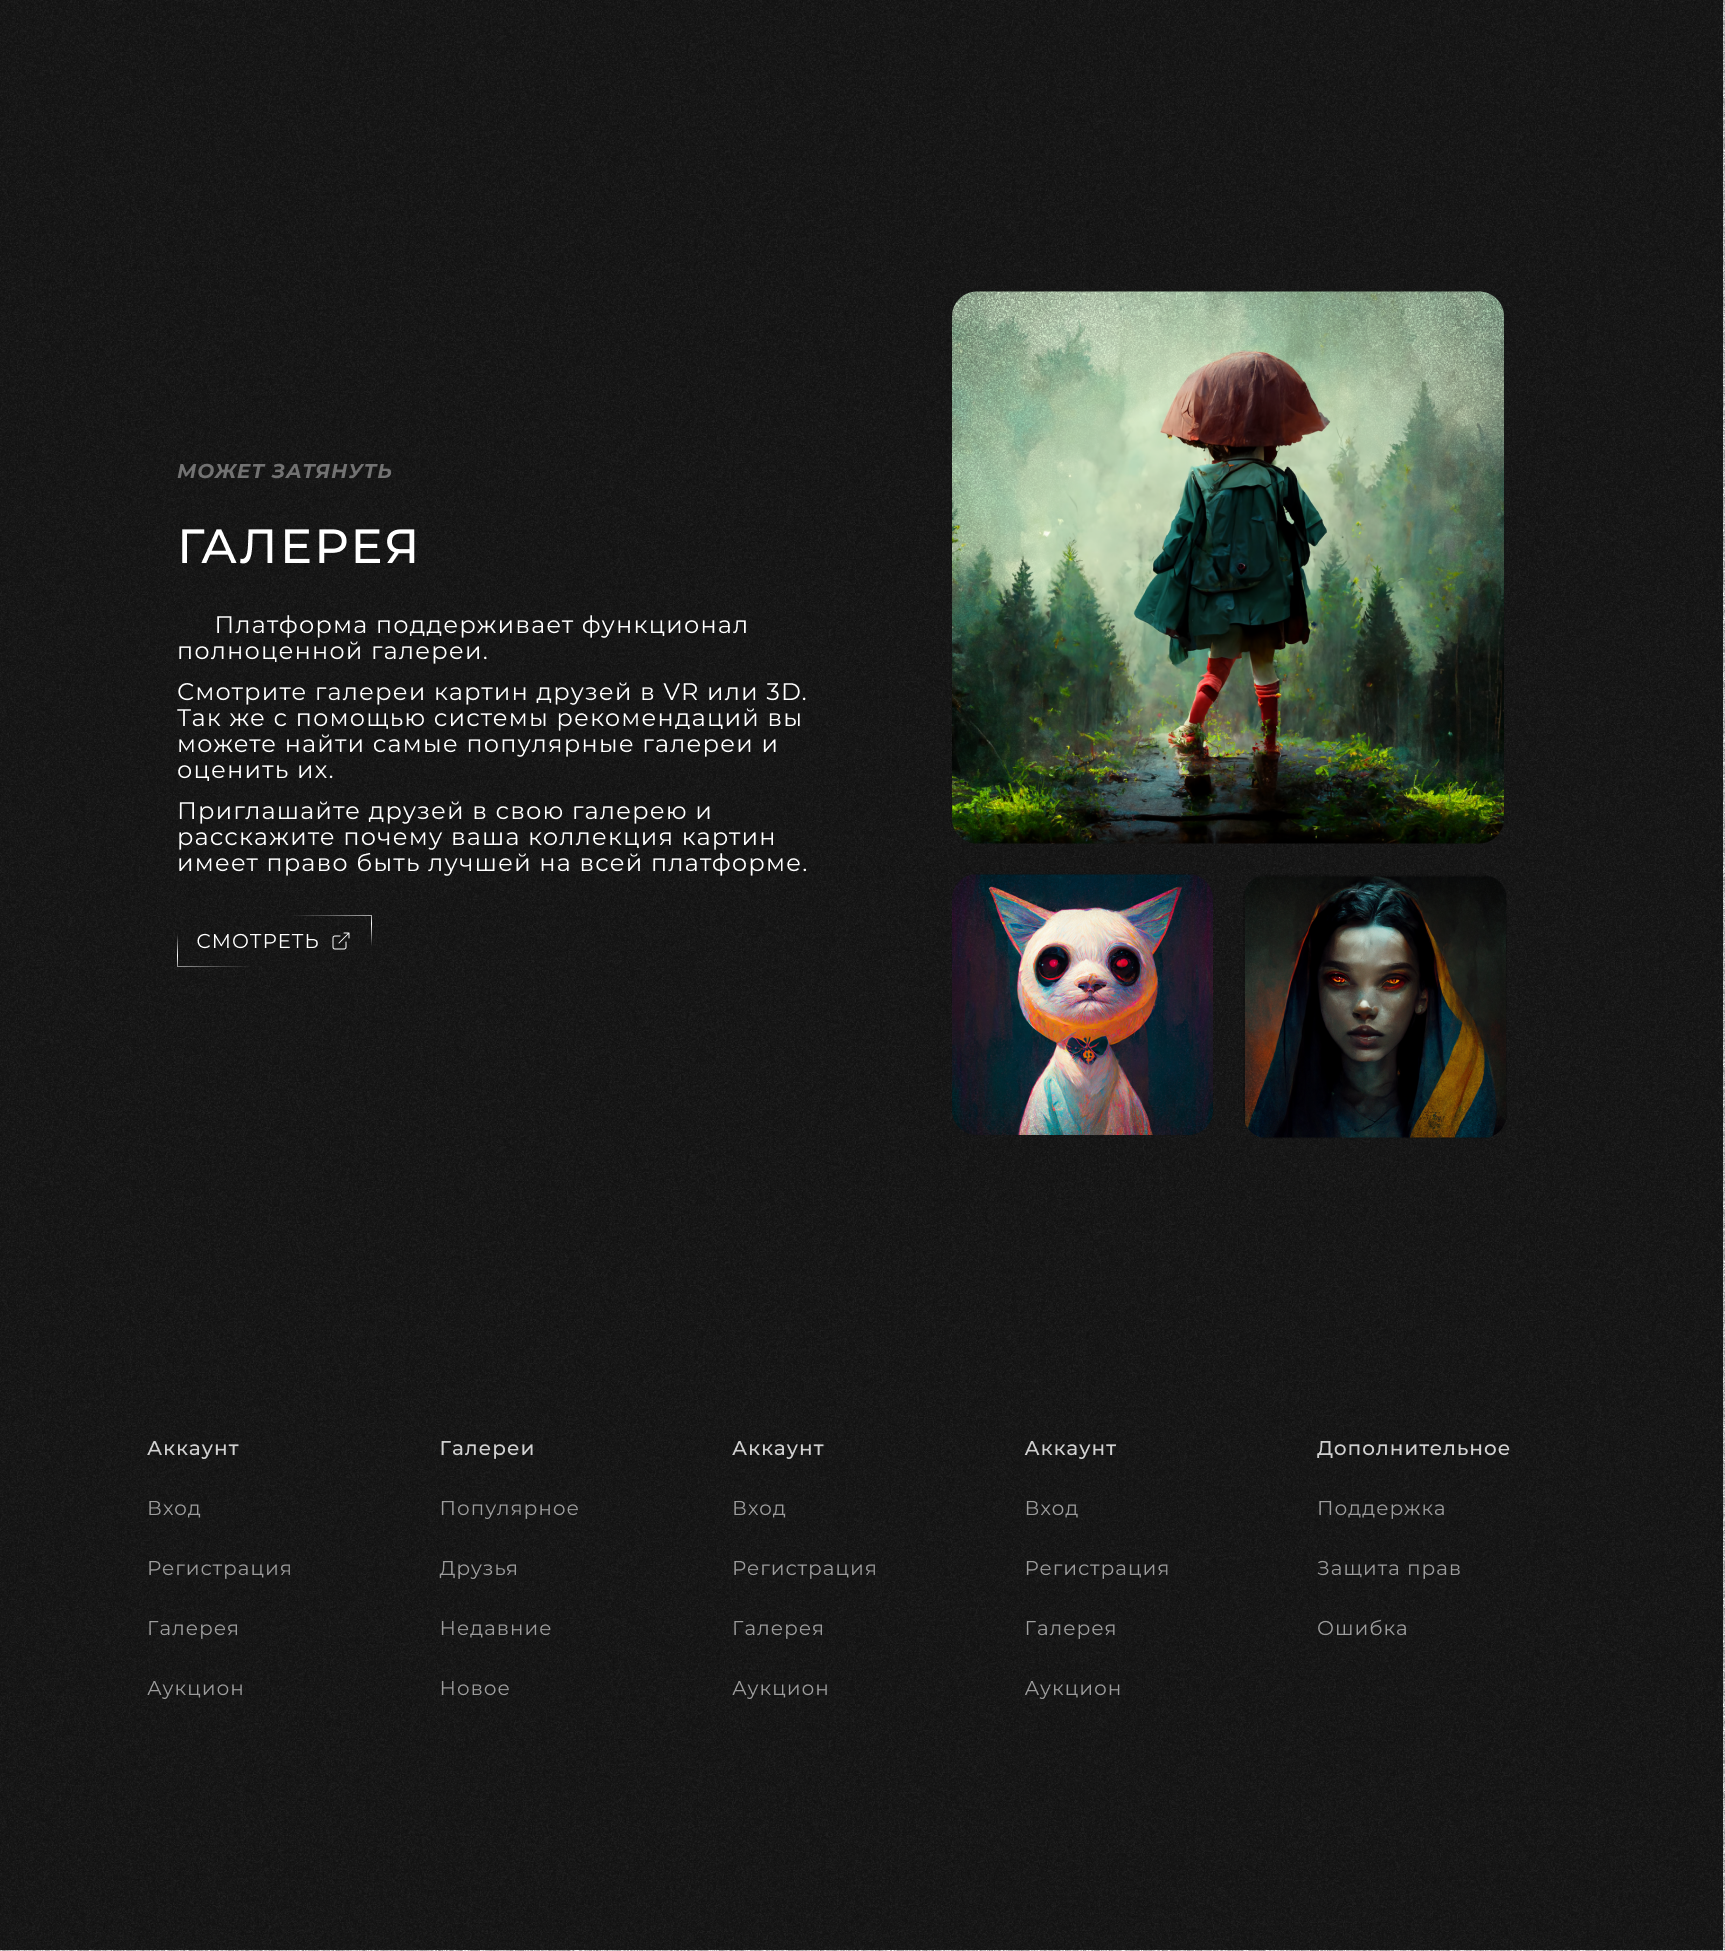 МОЖЕТ ЗАТЯНУТЬ
ГАЛЕРЕЯ
Платформа поддерживает функционал
полноценной галереи.
Смотрите галереи картин друзей в VR или 3D.
Так же с помощью системы рекомендаций вы
можете найти самые популярные галереи и
оценить их.
Приглашайте друзей в свою галерею и
расскажите почему ваша коллекция картин
имеет право быть лучшей на всей платформе.
СМОТРЕТЬ
Аккаунт
Вход
Регистрация
Галерея
Аукцион
Галереи
Популярное
Друзья
Недавние
Новое
Аккаунт
Вход
Регистрация
Галерея
Аукцион
Аккаунт
Вход
Регистрация
Галерея
Аукцион
Дополнительное
Поддержка
Защита прав
Ошибка